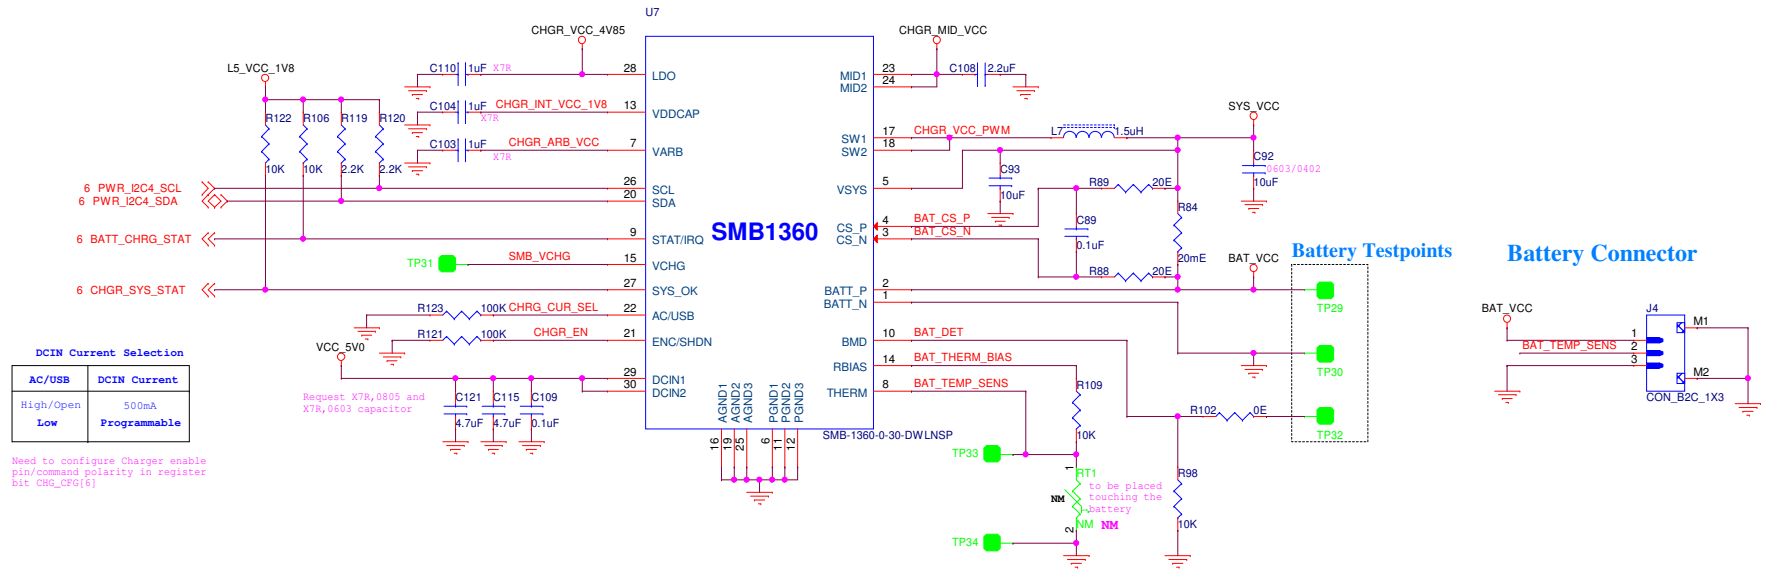 U7
CHGR_VCC_4V85
CHGR_MID_VCC
L5_VCC_1V8
C110 1uF X7R
28 LDO
MID1 23
MID2 24
C108 2.2uF
C104 1uF X7R
CHGR_INT_VCC_1V8
13 VDDCAP
SYS_VCC
R122 R106 R119 R120
10K 10K 2.2K 2.2K
C103 1uF X7R
CHGR_ARB_VCC
7 VARB
SW1 17 CHGR_VCC_PWM
SW2 18
L7 1.5uH
C92 0603/0402
10uF
C93
10uF
VSYS 5
6 PWR_I2C4_SCL
26 SCL
6 PWR_I2C4_SDA
20 SDA
R89 20E
R84
20mE
SMB1360
CS_P 4 BAT_CS_P
CS_N 3 BAT_CS_N
C89
0.1uF
6 BATT_CHRG_STAT
9 STAT/IRQ
TP31 SMB_VCHG
15 VCHG
R88 20E
BAT_VCC
Battery Testpoints
Battery Connector
6 CHGR_SYS_STAT
27 SYS_OK
BATT_P 2
BATT_N 1
TP29
R123 100K CHRG_CUR_SEL
22 AC/USB
R121 100K CHGR_EN
21 ENC/SHDN
BMD 10 BAT_DET
RBIAS 14 BAT_THERM_BIAS
THERM 8 BAT_TEMP_SENS
TP30
BAT_VCC
J4
1
BAT_TEMP_SENS 2
3
M1
M2
CON_B2C_1X3
VCC_5V0
29 DCIN1
30 DCIN2
DCIN Current Selection
AC/USB DCIN Current
High/Open 500mA
Low Programmable
Request X7R,0805 and
X7R,0603 capacitor
C121 C115 C109
4.7uF 4.7uF 0.1uF
AGND1 AGND2 AGND3 PGND1 PGND2 PGND3
16 19 25 6 11 12
SMB-1360-0-30-DWLNSP
R109
10K
R102 0E
TP32
TP33
Need to configure Charger enable
pin/command polarity in register
bit CHG_CFG[6]
1
RT1
to be placed
touching the
battery
NM
NM NM
2
R98
10K
TP34